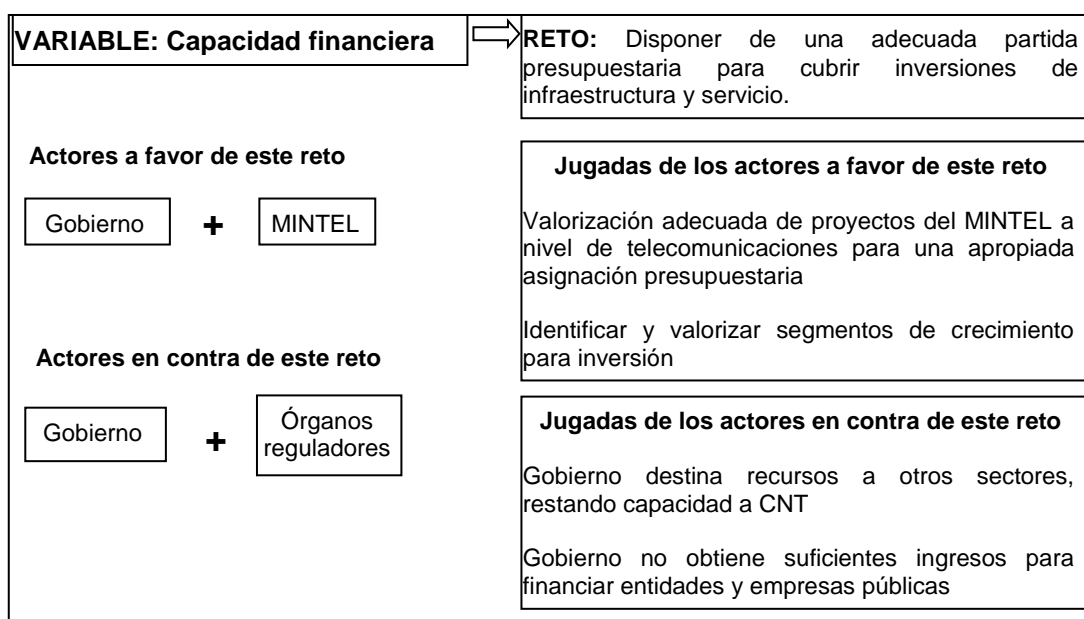 VARIABLE: Capacidad financiera
RETO: Disponer de una adecuada partida
presupuestaria para cubrir inversiones de
infraestructura y servicio.
Actores a favor de este reto
Gobierno + MINTEL
Jugadas de los actores a favor de este reto
Valorización adecuada de proyectos del MINTEL a
nivel de telecomunicaciones para una apropiada
asignación presupuestaria
Identificar y valorizar segmentos de crecimiento
para inversión
Actores en contra de este reto
Gobierno + Órganos
reguladores
Jugadas de los actores en contra de este reto
Gobierno destina recursos a otros sectores,
restando capacidad a CNT
Gobierno no obtiene suficientes ingresos para
financiar entidades y empresas públicas